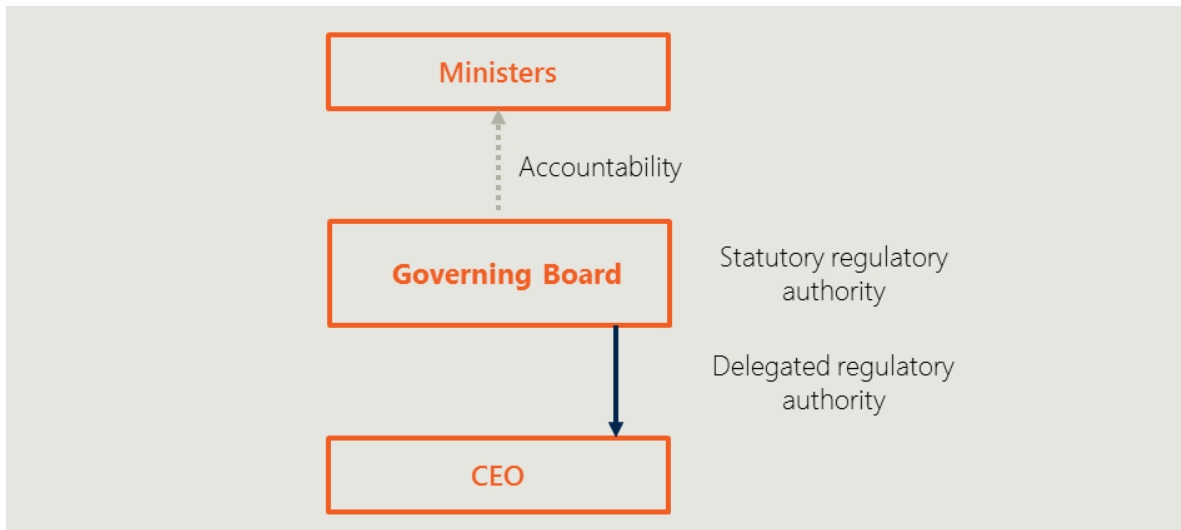 Ministers
Accountability
Governing Board
Statutory regulatory
authority
Delegated regulatory
authority
CEO